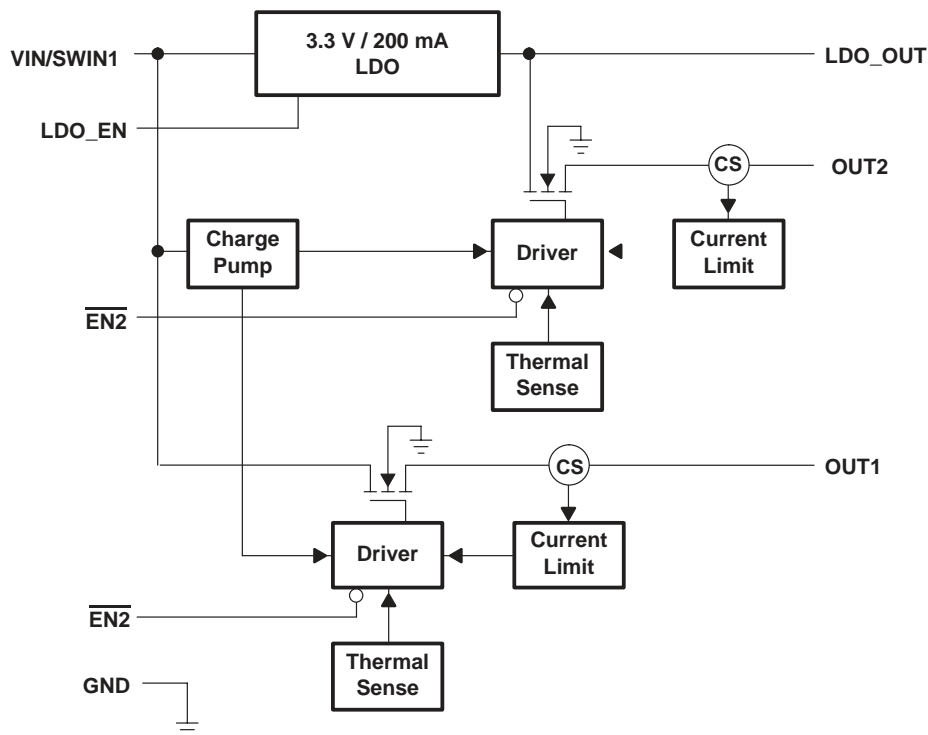 3.3 V / 200 mA
LDO
VIN/SWIN1
LDO_OUT
LDO_EN
CS
OUT2
Charge
Pump
Driver
Current
Limit
EN2
Thermal
Sense
CS
OUT1
Driver
Current
Limit
EN2
Thermal
Sense
GND